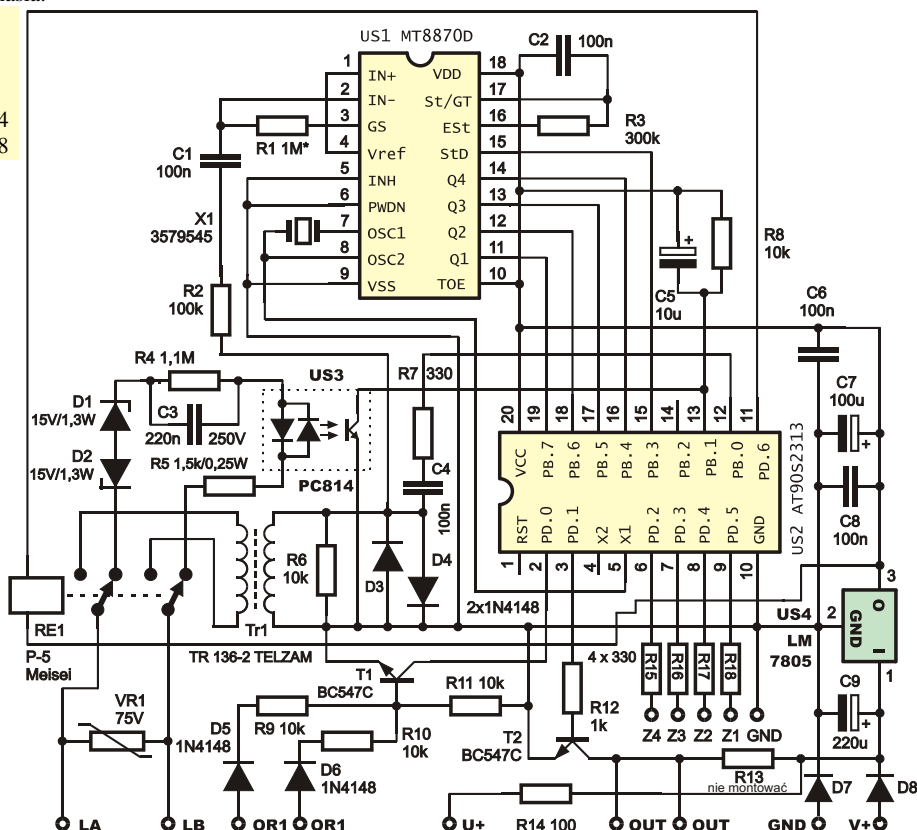 4
8
US1 MT8870D
C2
100n
1
2
3
4
5
6
7
8
9
IN+
IN-
GS
Vref
INH
PWDN
OSC1
OSC2
VSS
VDD
St/GT
ESt
StD
Q4
Q3
Q2
Q1
TOE
18
17
16
15
14
13
12
11
10
R3
300k
R1 1M*
C1
100n
X1
3579545
R2
100k
R8
10k
C5
10u
+
C6
100n
C7
100u
+
C8
100n
R4 1,1M
C3
220n
250V
US3
PC814
R7 330
C4
100n
D1
15V/1,3W
D2
15V/1,3W
R5 1,5k/0,25W
20
19
18
17
16
15
14
13
12
11
VCC
PB.7
PB.6
PB.5
PB.4
PB.3
PB.2
PB.1
PB.0
PD.6
RST
PD.0
PD.1
X2
X1
PD.2
PD.3
PD.4
PD.5
GND
1
2
3
4
5
6
7
8
9
10
US2 AT90S2313
R6
10k
D3
D4
2x1N4148
Tr1
TR 136-2 TELZAM
RE1
P-5
Meisei
VR1
75V
T1
BC547C
R11 10k
R9 10k
R10
10k
D5
1N4148
D6
1N4148
T2
BC547C
R12
1k
4 x 330
R15
R16
R17
R18
Z4
Z3
Z2
Z1
GND
US4
LM
7805
3
2
1
O
GND
I
C9
220u
+
R13
nie montować
R14 100
D7
D8
LA
LB
OR1
OR1
U+
OUT
OUT
GND
V+